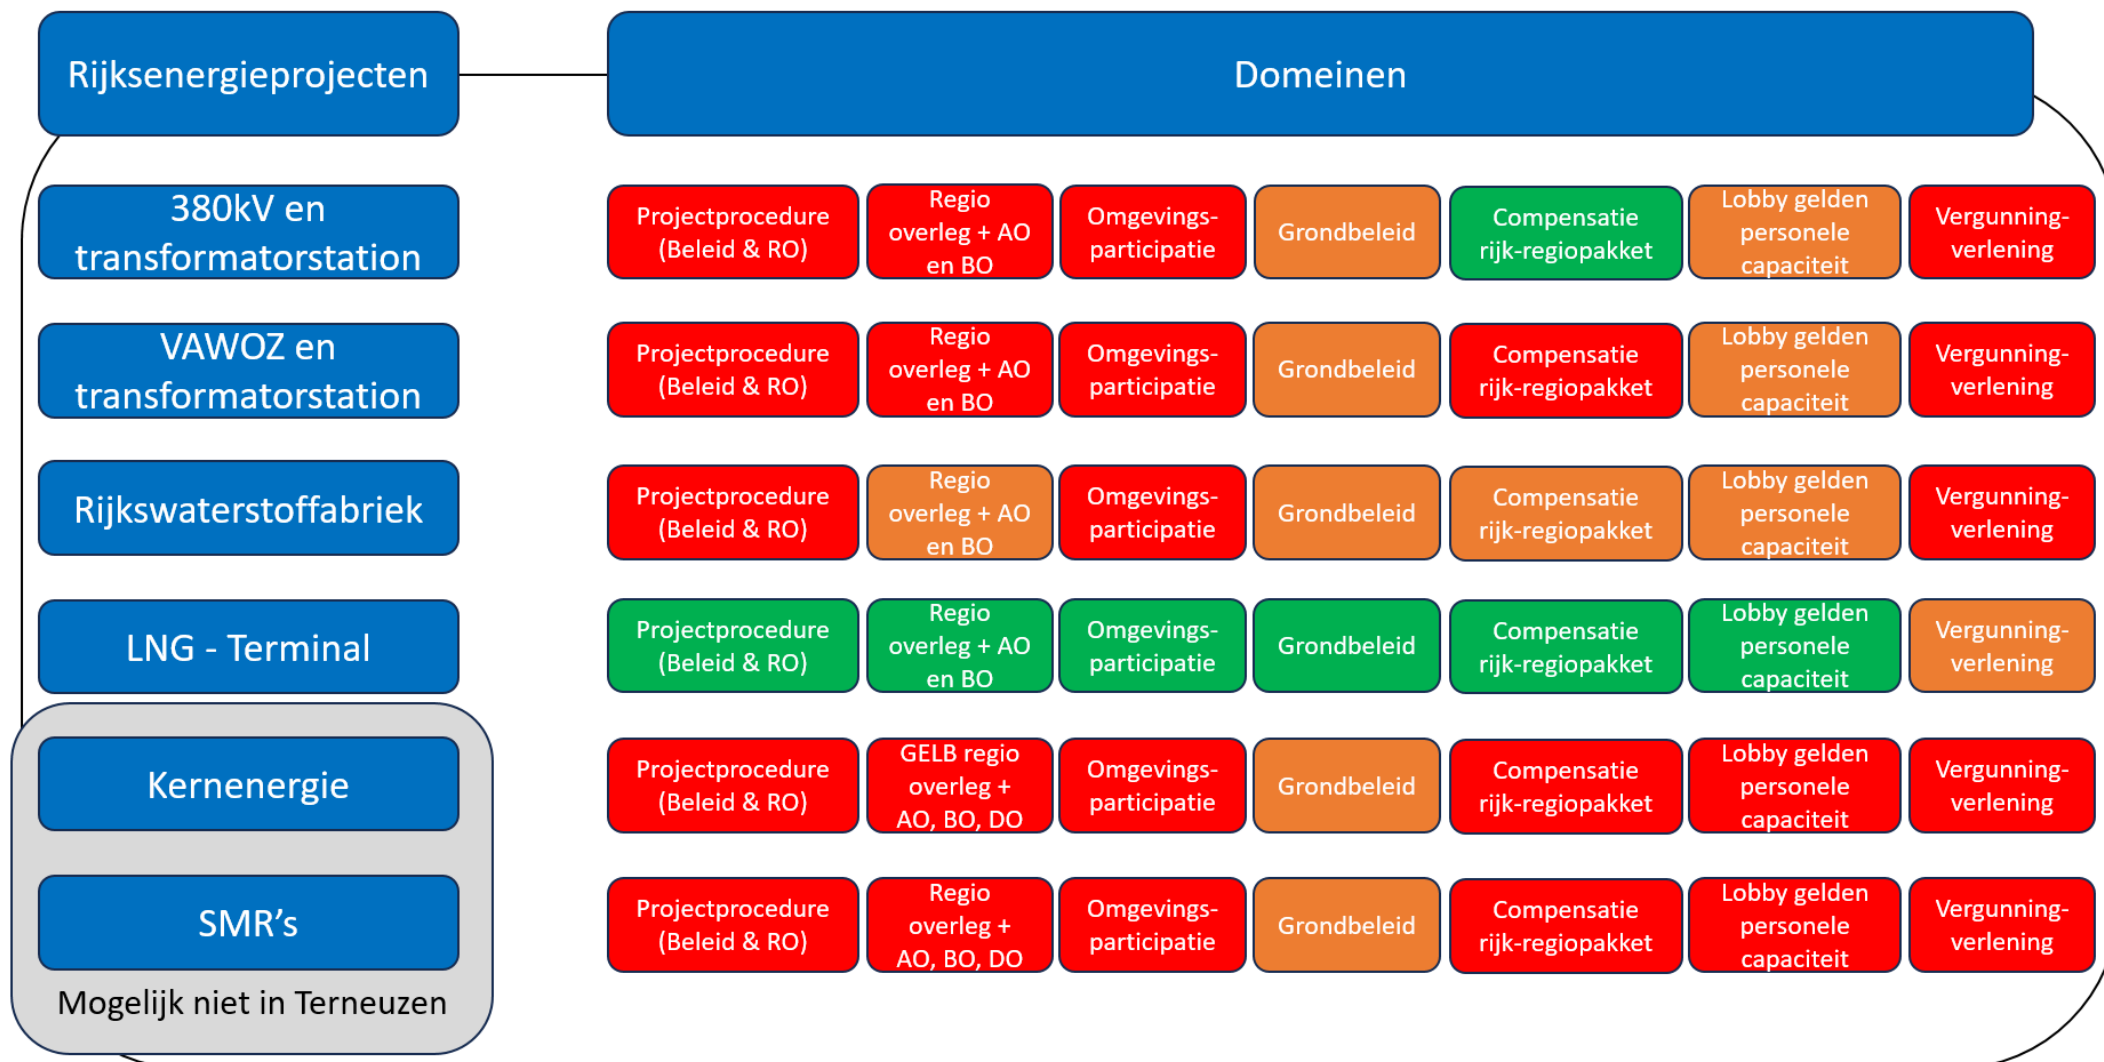 Rijksenergieprojecten
Domeinen
380kV en
transformatorstation
Projectprocedure
(Beleid & RO)
Regio
overleg + AO
en BO
Omgevings-
participatie
Grondbeleid
Compensatie
rijk-regiopakket
Lobby gelden
personele
capaciteit
Vergunning-
verlening
VAWOZ en
transformatorstation
Projectprocedure
(Beleid & RO)
Regio
overleg + AO
en BO
Omgevings-
participatie
Grondbeleid
Compensatie
rijk-regiopakket
Lobby gelden
personele
capaciteit
Vergunning-
verlening
Rijkswaterstoffabriek
Projectprocedure
(Beleid & RO)
Regio
overleg + AO
en BO
Omgevings-
participatie
Grondbeleid
Compensatie
rijk-regiopakket
Lobby gelden
personele
capaciteit
Vergunning-
verlening
LNG - Terminal
Projectprocedure
(Beleid & RO)
Regio
overleg + AO
en BO
Omgevings-
participatie
Grondbeleid
Compensatie
rijk-regiopakket
Lobby gelden
personele
capaciteit
Vergunning-
verlening
Kernenergie
Projectprocedure
(Beleid & RO)
GELB regio
overleg +
AO, BO, DO
Omgevings-
participatie
Grondbeleid
Compensatie
rijk-regiopakket
Lobby gelden
personele
capaciteit
Vergunning-
verlening
SMR's
Projectprocedure
(Beleid & RO)
Regio
overleg +
AO, BO, DO
Omgevings-
participatie
Grondbeleid
Compensatie
rijk-regiopakket
Lobby gelden
personele
capaciteit
Vergunning-
verlening
Mogelijk niet in Terneuzen